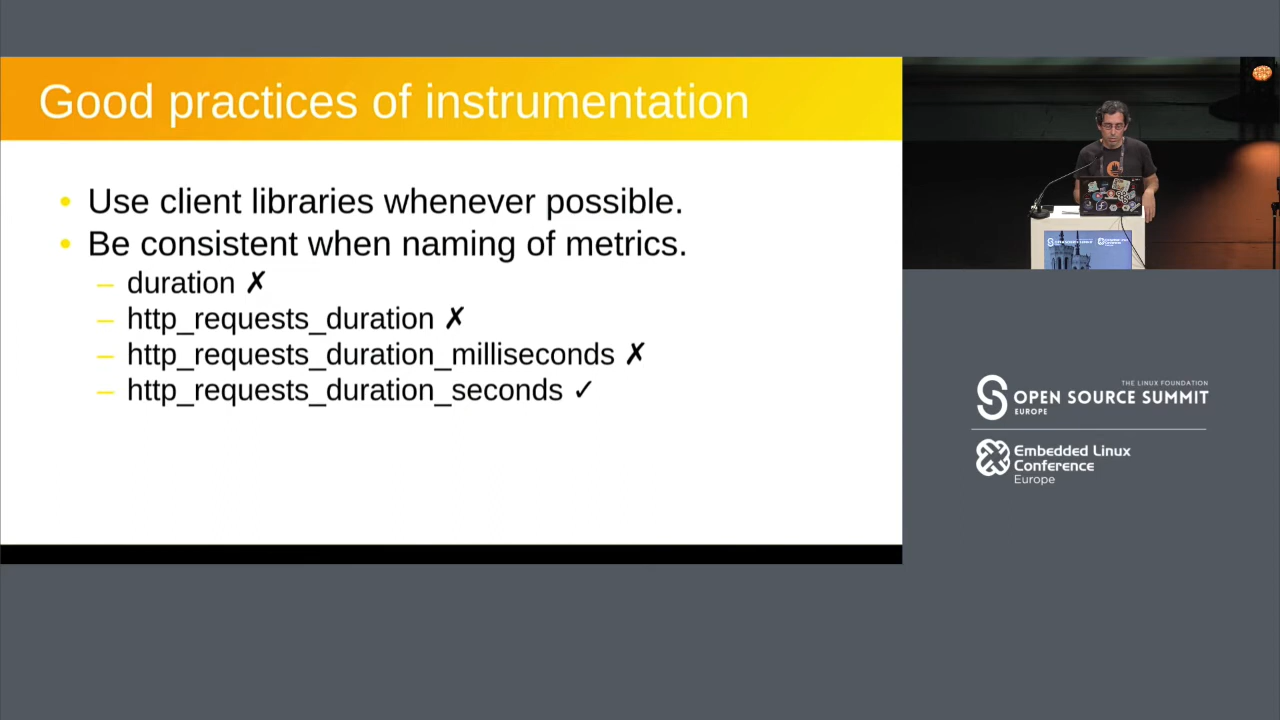 Good practices of instrumentation
• Use client libraries whenever possible.
• Be consistent when naming of metrics.
– duration ✗
– http_requests_duration ✗
– http_requests_duration_milliseconds ✗
– http_requests_duration_seconds ✓
THE LINUX FOUNDATION
OPEN SOURCE SUMMIT
EUROPE
Embedded Linux
Conference
Europe